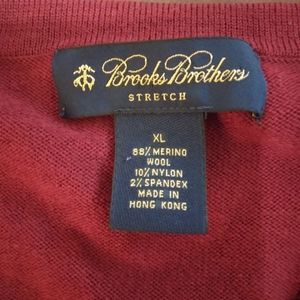 Brooks Brothers
STRETCH
XL
88% MERINO
WOOL
10% NYLON
2% SPANDEX
MADE IN
HONG KONG